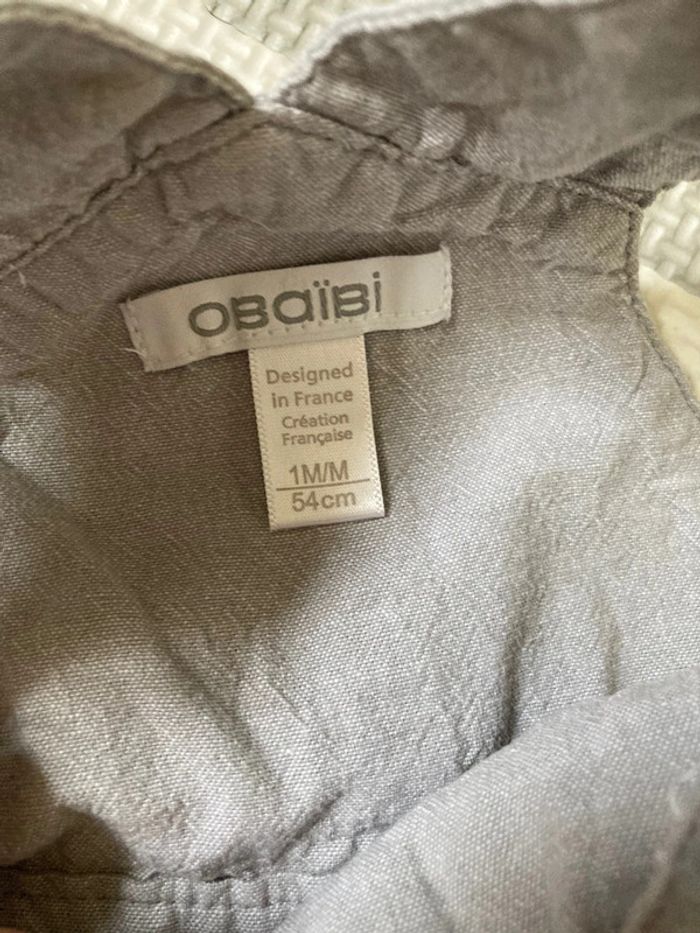 OBaïBi
Designed
in France
Création
Française
1M/M
54cm